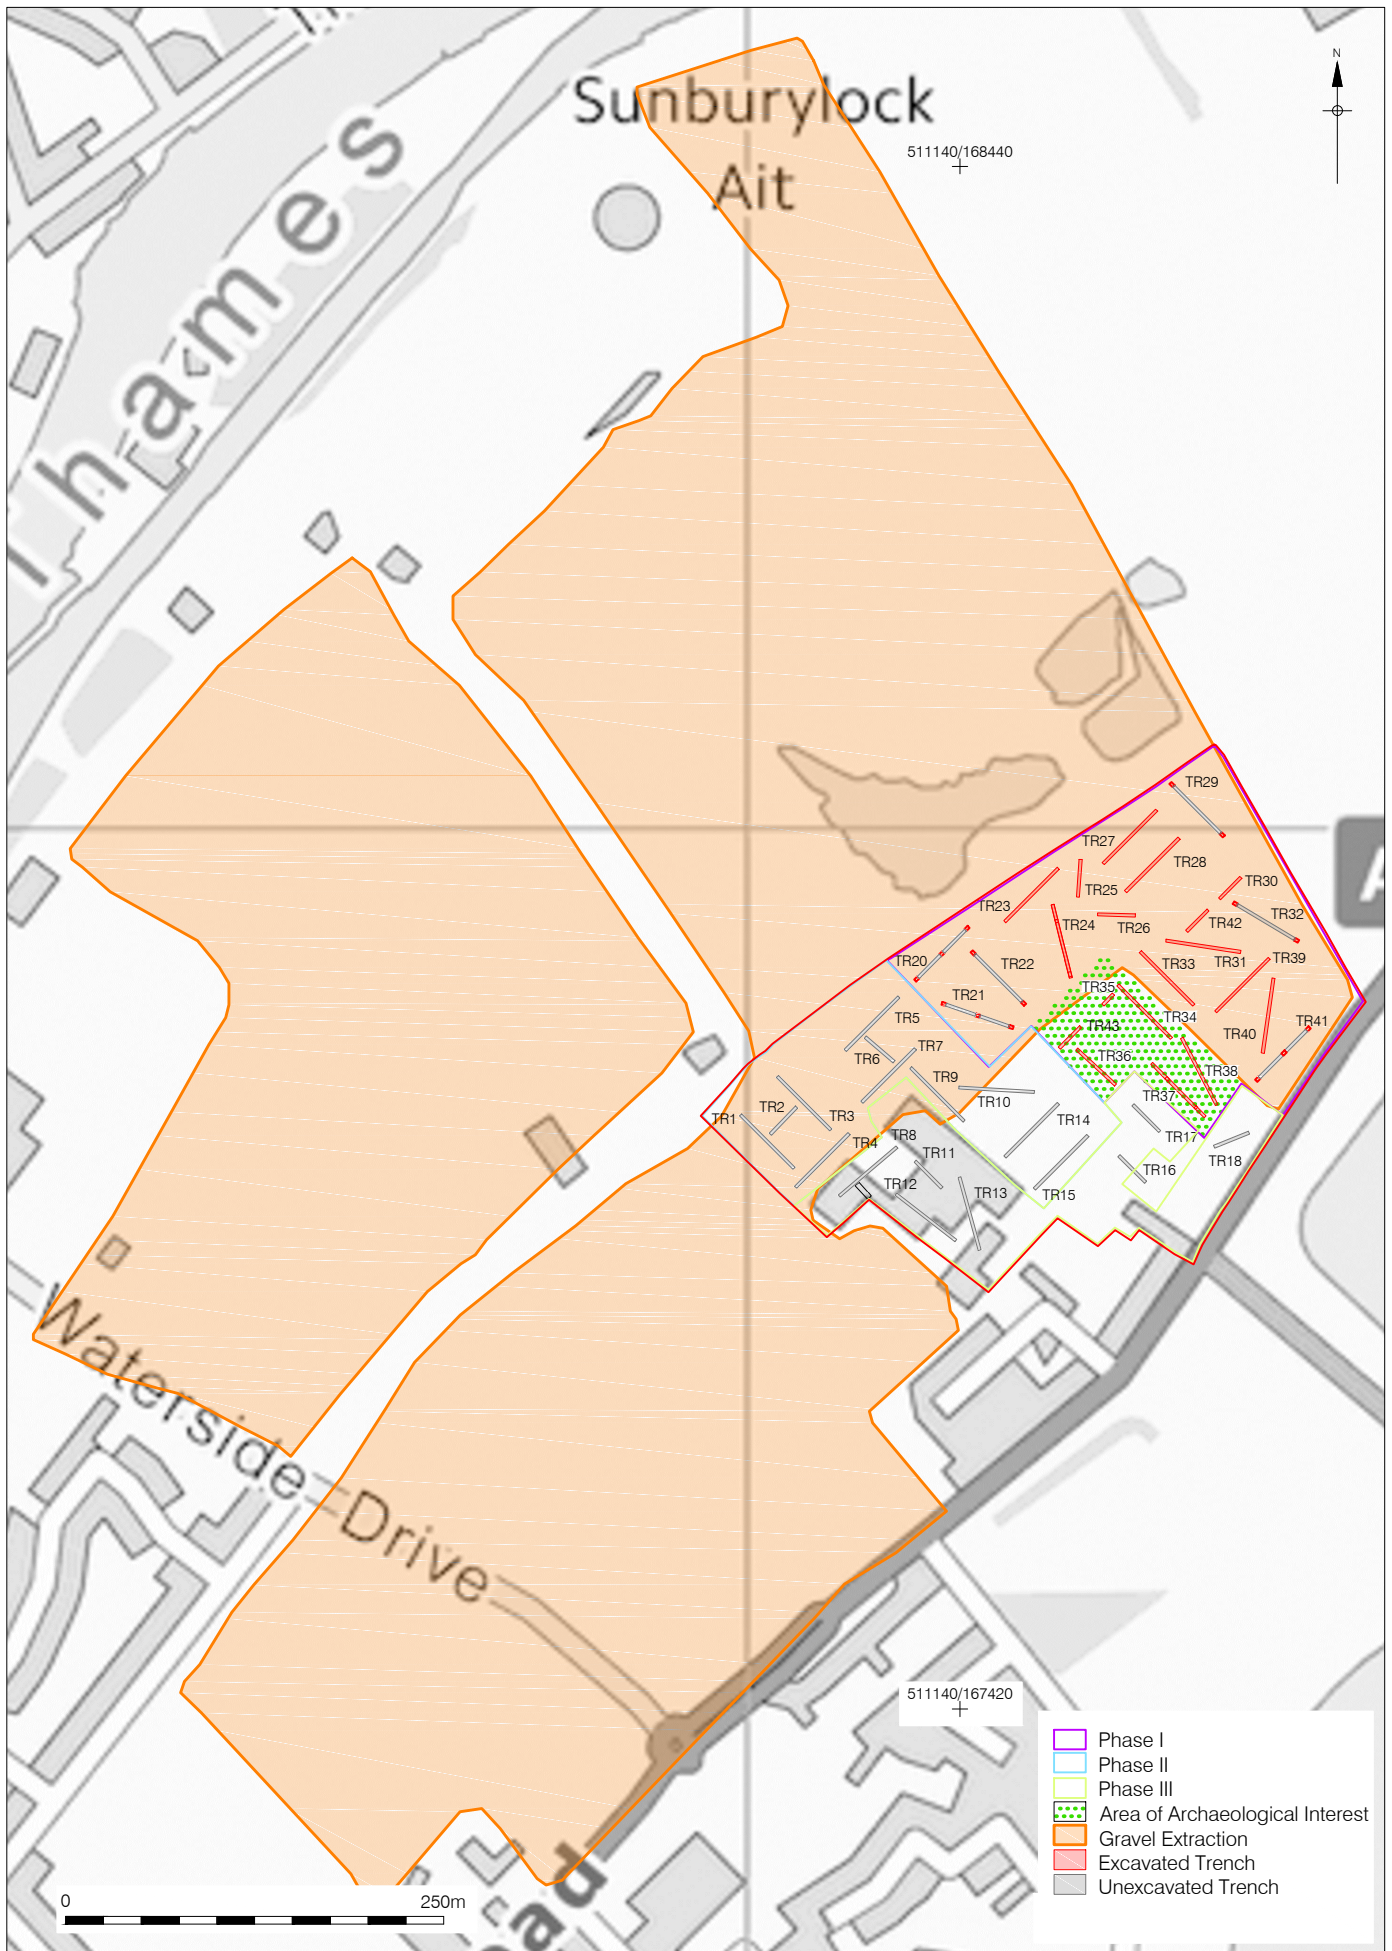 N
Sunburylock
Ait
511140/168440
Thames
TR29
TR27
TR28
TR25
TR30
TR23
TR26
TR42
TR32
TR24
TR20
TR22
TR33
TR31
TR39
TR35
TR21
TR34
TR5
TR43
TR40
TR41
TR7
TR6
TR36
TR38
TR9
TR10
TR37
TR2
TR3
TR1
TR14
TR17
TR4
TR8
TR18
TR11
TR16
TR12
TR13
TR15
A
Waterside Drive
511140/167420
Phase I
Phase II
Phase III
Area of Archaeological Interest
Gravel Extraction
Excavated Trench
Unexcavated Trench
0 250m
ad